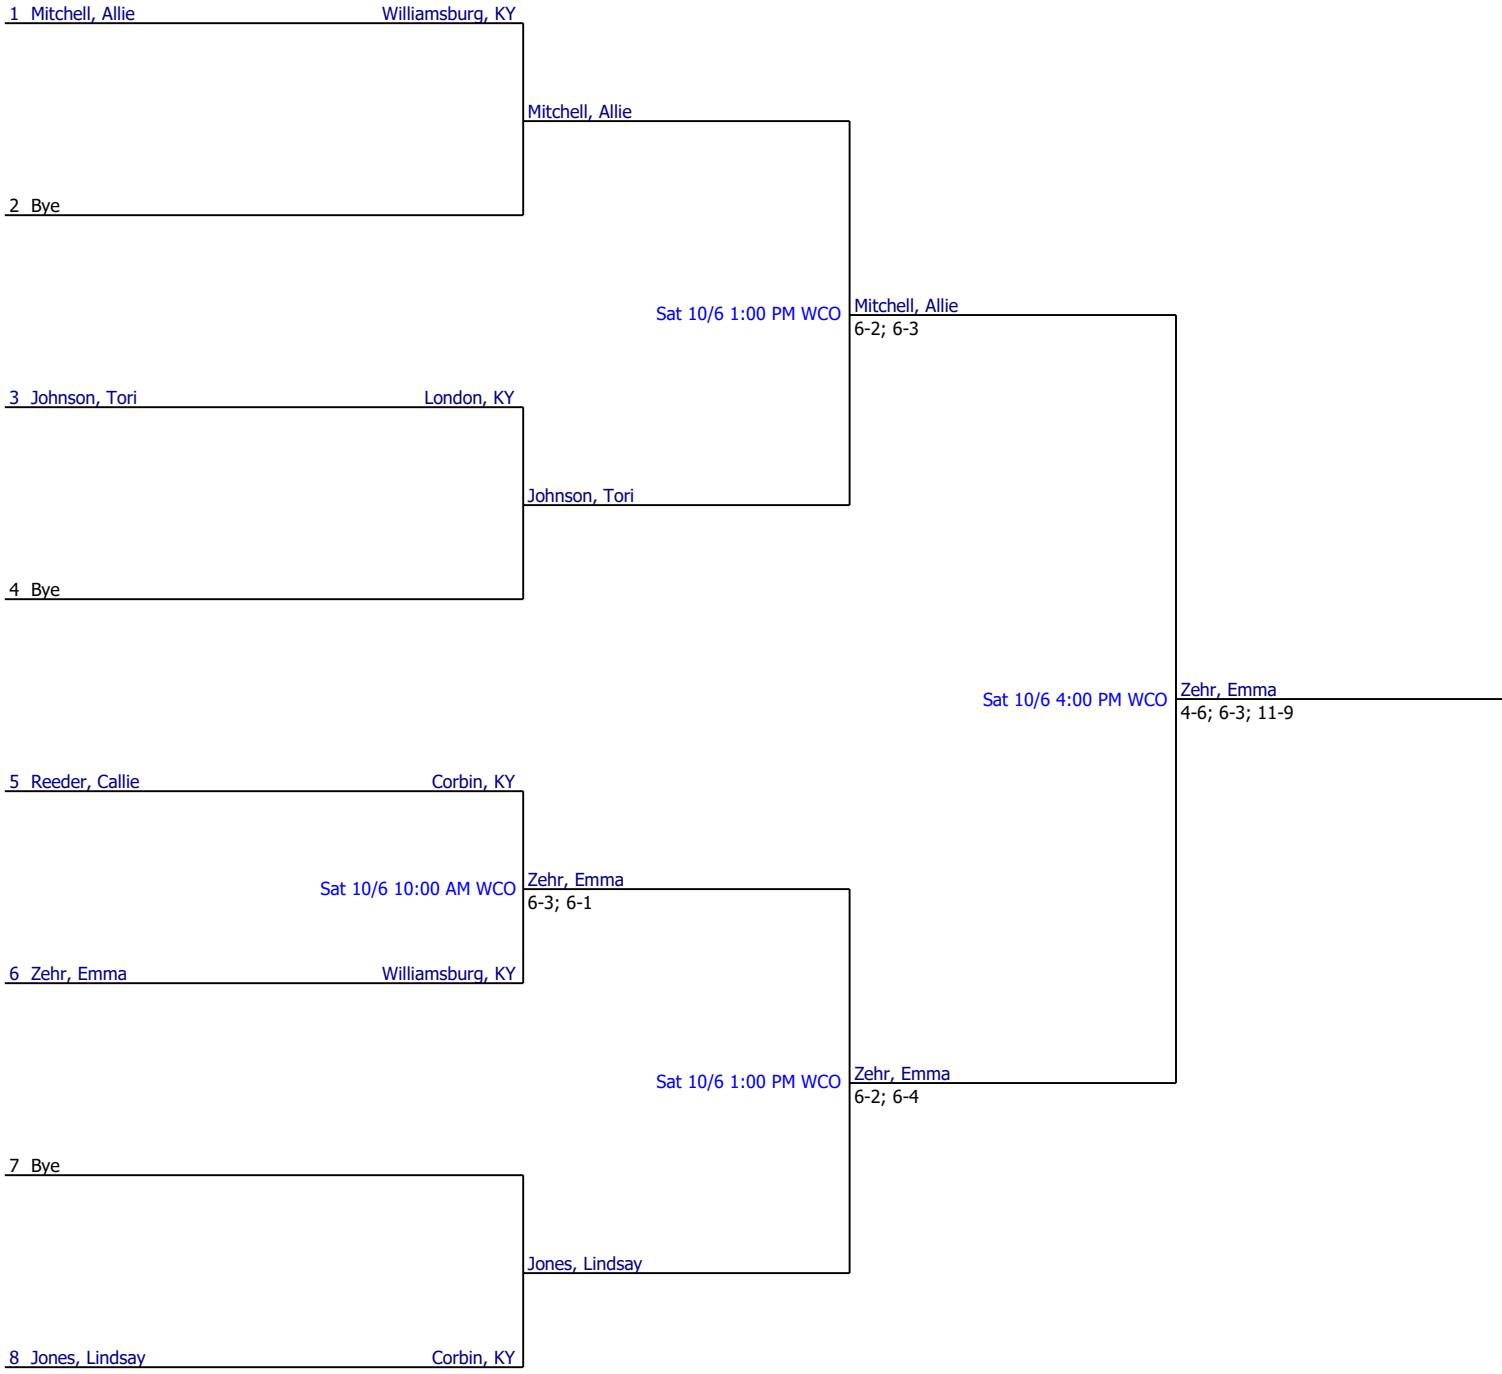 1 Mitchell, Allie Williamsburg, KY
Mitchell, Allie
2 Bye
Sat 10/6 1:00 PM WCO
Mitchell, Allie
6-2; 6-3
3 Johnson, Tori London, KY
Johnson, Tori
4 Bye
Sat 10/6 4:00 PM WCO
Zehr, Emma
4-6; 6-3; 11-9
5 Reeder, Callie Corbin, KY
Sat 10/6 10:00 AM WCO
Zehr, Emma
6-3; 6-1
6 Zehr, Emma Williamsburg, KY
Sat 10/6 1:00 PM WCO
Zehr, Emma
6-2; 6-4
7 Bye
Jones, Lindsay
8 Jones, Lindsay Corbin, KY